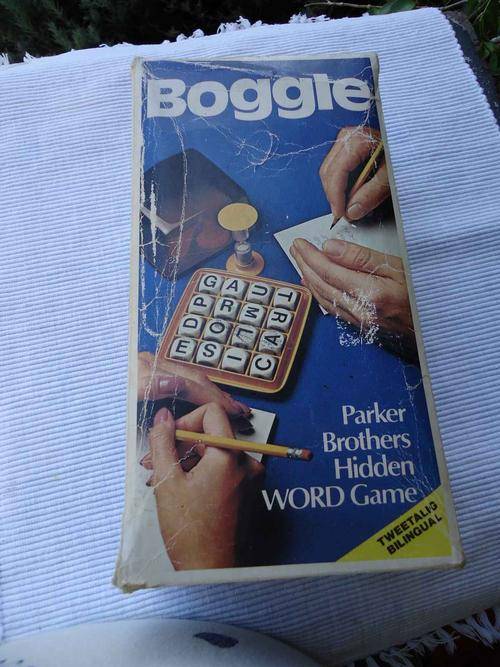 Boggle
G A U T
P R M R
D O L A
E S I C
Parker
Brothers
Hidden
WORD Game
TWEETALIG
BILINGUAL